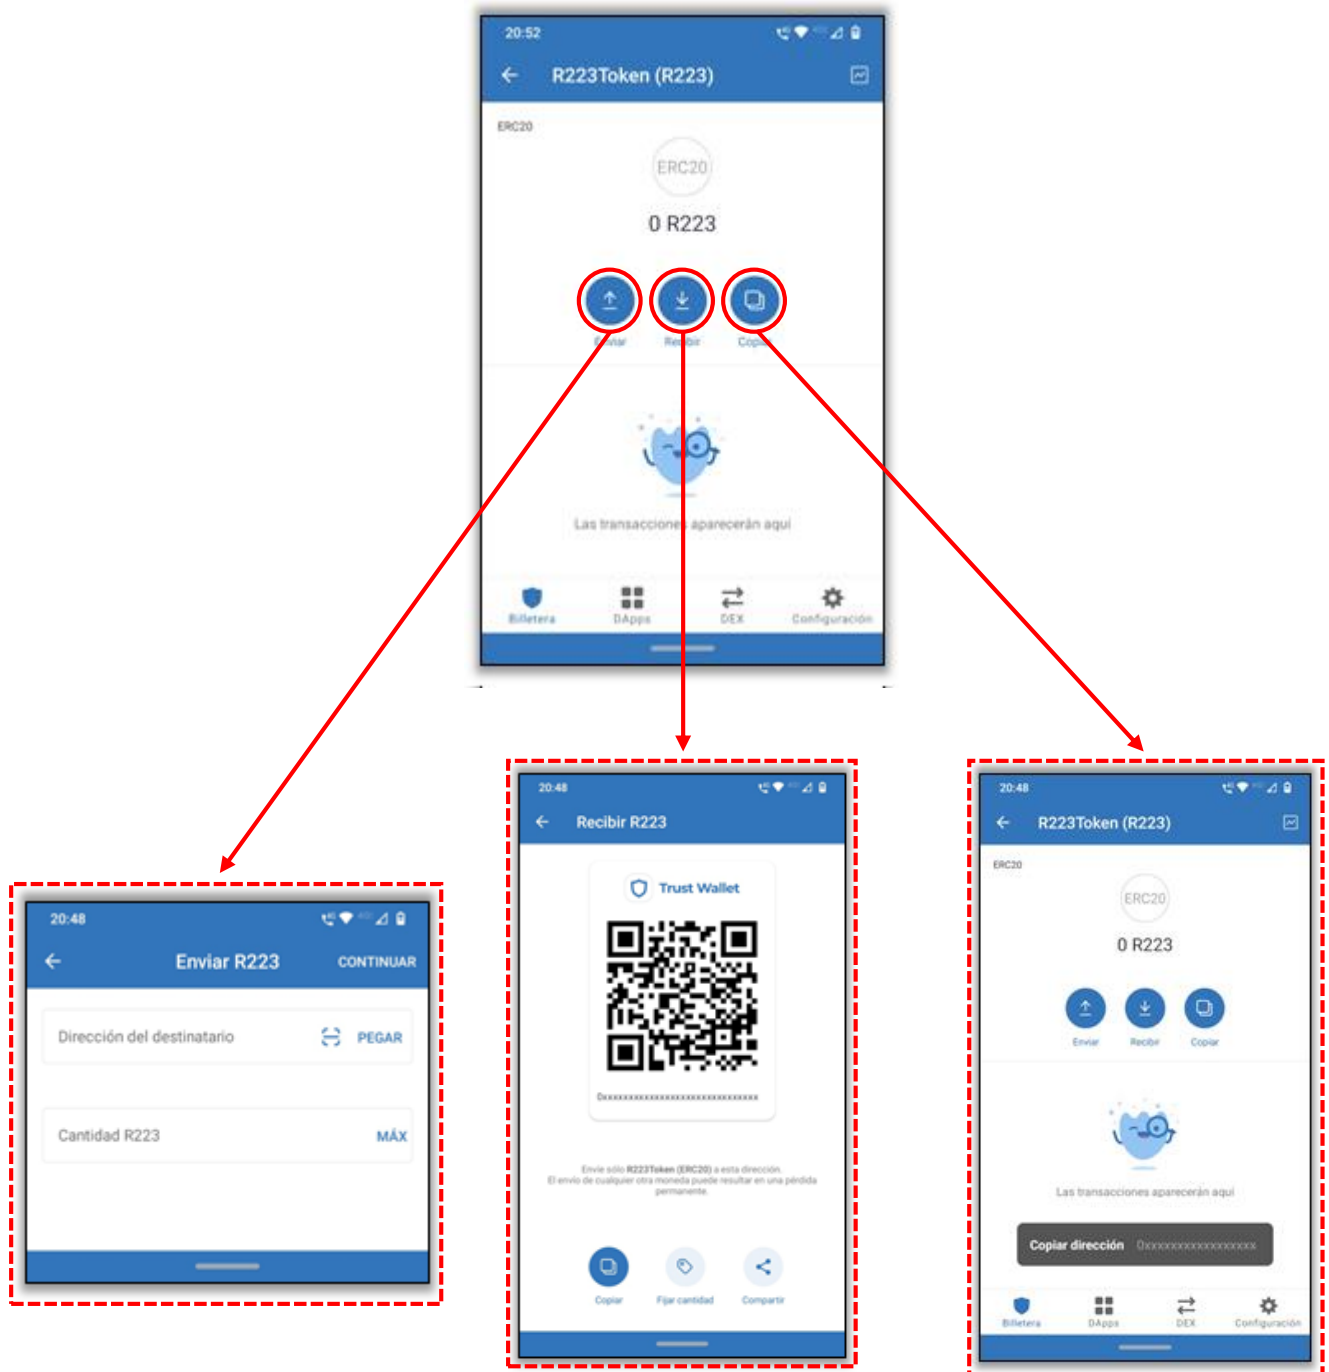 20:52
R223Token (R223)
ERC20
ERC20
0 R223
Enviar Recibir Copiar
Las transacciones aparecerán aquí
Billetera DApps DEX Configuración
20:48
Enviar R223 CONTINUAR
Dirección del destinatario PEGAR
Cantidad R223 MÁX
20:48
Recibir R223
Trust Wallet
0xxxxxxxxxxxxxxxxxxxxxxxxxxxxxx
Envíe sólo R223Token (ERC20) a esta dirección.
El envío de cualquier otra moneda puede resultar en una pérdida
permanente.
Copiar Fijar cantidad Compartir
20:48
R223Token (R223)
ERC20
ERC20
0 R223
Enviar Recibir Copiar
Las transacciones aparecerán aquí
Copiar dirección 0xxxxxxxxxxxxxxxxx
Billetera DApps DEX Configuración